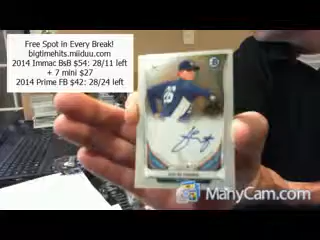 Free Spot in Every Break!
bigtimehits.miiduu.com
2014 Immac BsB $54: 28/11 left
+ 7 mini $27
2014 Prime FB $42: 28/24 left
ManyCam.com